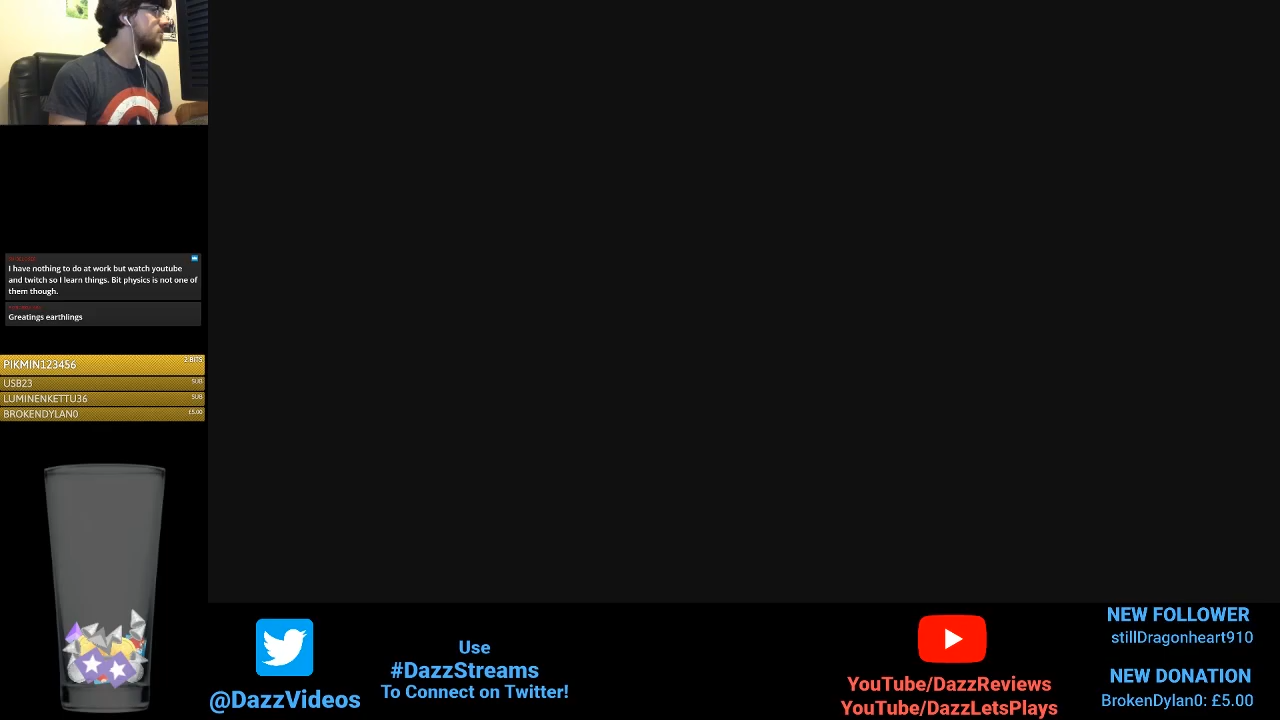 I have nothing to do at work but watch youtube
and twitch so I learn things. Bit physics is not one of
them though.
Greatings earthlings
PIKMIN123456 2 BITS
USB23 SUB
LUMINENKETTU36 SUB
BROKENDYLAN0 £5.00
@DazzVideos
Use
#DazzStreams
To Connect on Twitter!
YouTube/DazzReviews
YouTube/DazzLetsPlays
NEW FOLLOWER
stillDragonheart910
NEW DONATION
BrokenDylan0: £5.00